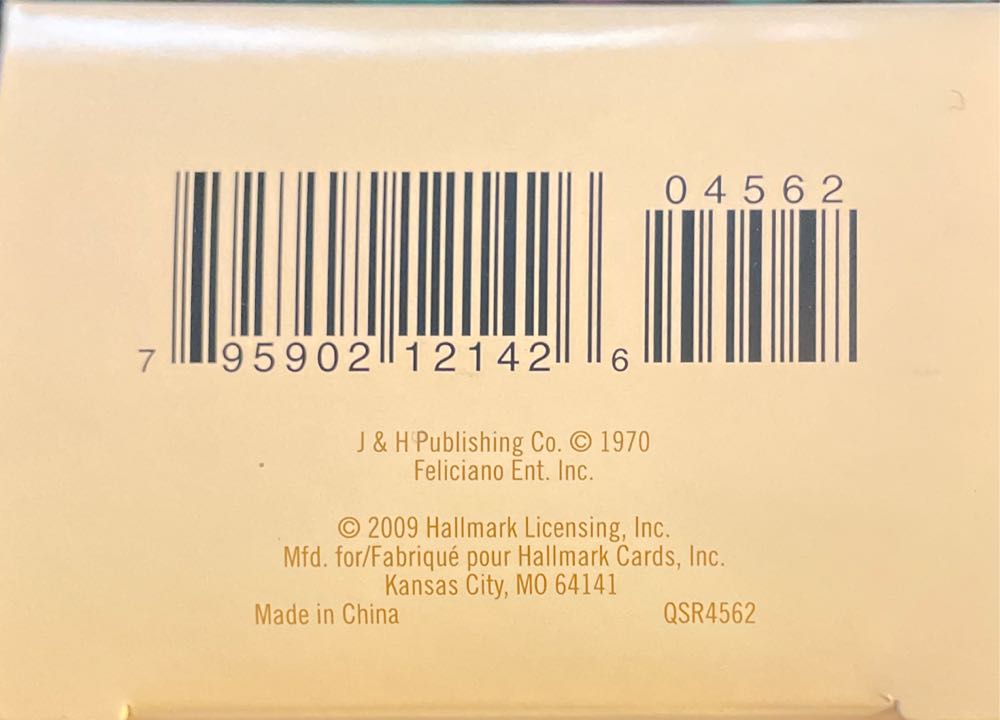 04562
7 95902 12142 6
J & H Publishing Co. © 1970
Feliciano Ent. Inc.
© 2009 Hallmark Licensing, Inc.
Mfd. for/Fabriqué pour Hallmark Cards, Inc.
Kansas City, MO 64141
Made in China QSR4562